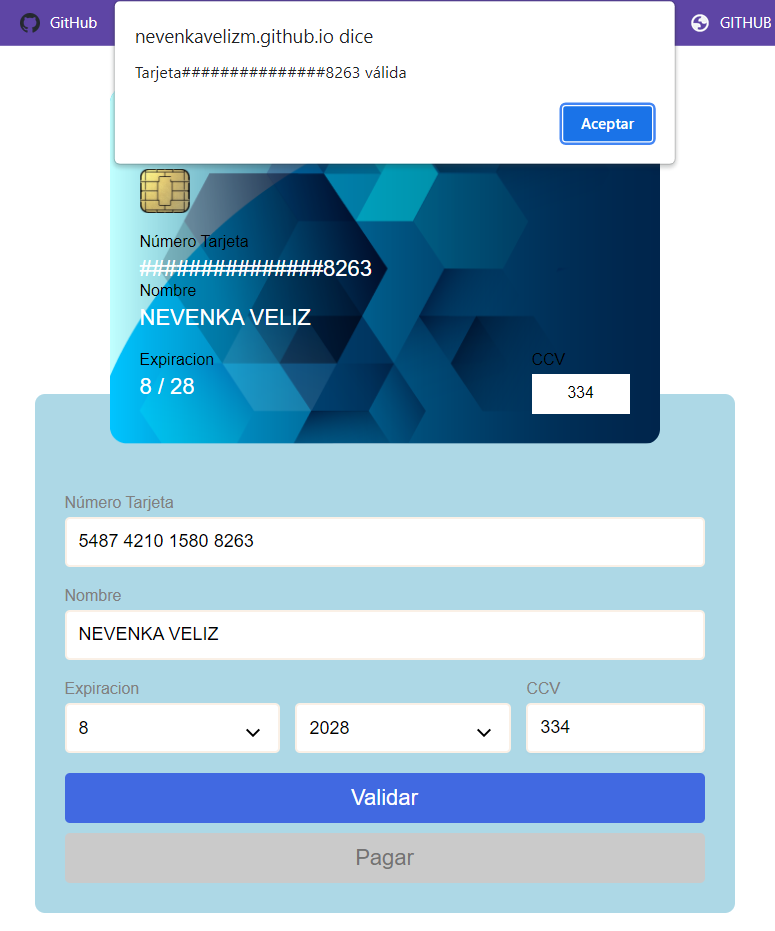 GitHub
GITHUB
nevenkavelizm.github.io dice
Tarjeta###############8263 válida
Aceptar
Número Tarjeta
###############8263
Nombre
NEVENKA VELIZ
Expiracion CCV
8 / 28 334
Número Tarjeta
5487 4210 1580 8263
Nombre
NEVENKA VELIZ
Expiracion CCV
8 2028 334
Validar
Pagar